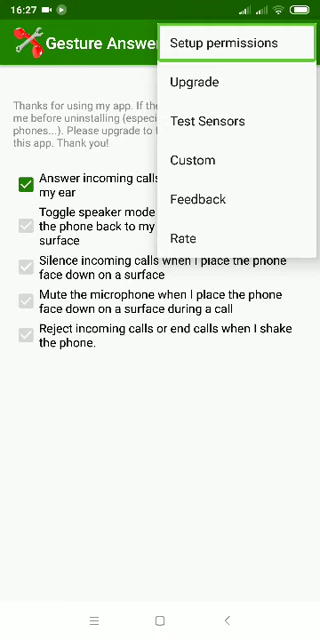 16:27
Gesture Answer
Setup permissions
Upgrade
Test Sensors
Custom
Feedback
Rate
Thanks for using my app. If the
me before uninstalling (especi
phones...). Please upgrade to
this app. Thank you!
Answer incoming calls
my ear
Toggle speaker mode
the phone back to my
surface
Silence incoming calls when I place the phone
face down on a surface
Mute the microphone when I place the phone
face down on a surface during a call
Reject incoming calls or end calls when I shake
the phone.